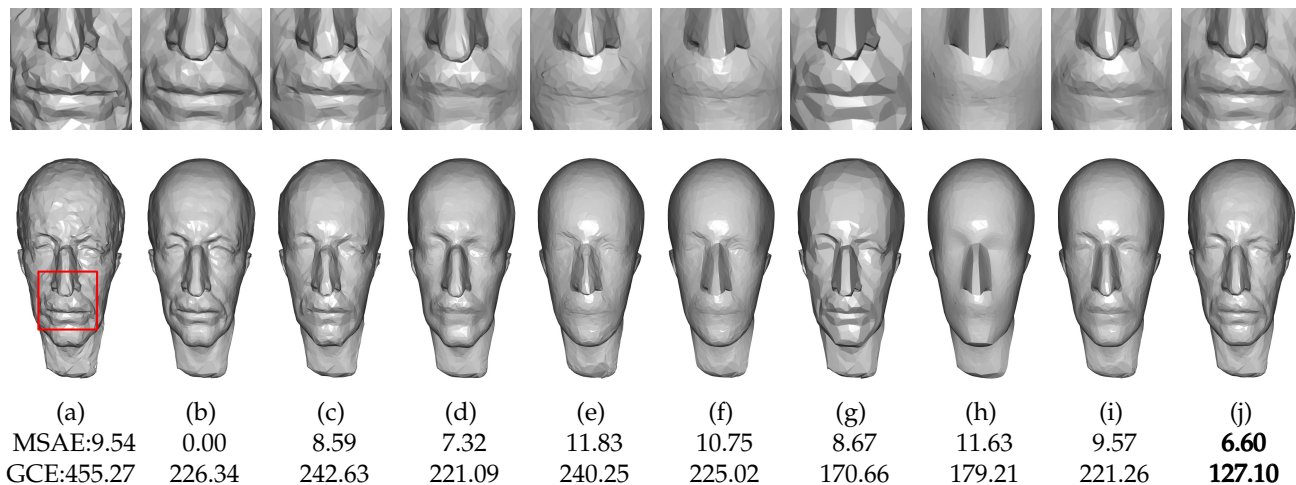 (a) (b) (c) (d) (e) (f) (g) (h) (i) (j)
MSAE:9.54 0.00 8.59 7.32 11.83 10.75 8.67 11.63 9.57 6.60
GCE:455.27 226.34 242.63 221.09 240.25 225.02 170.66 179.21 221.26 127.10